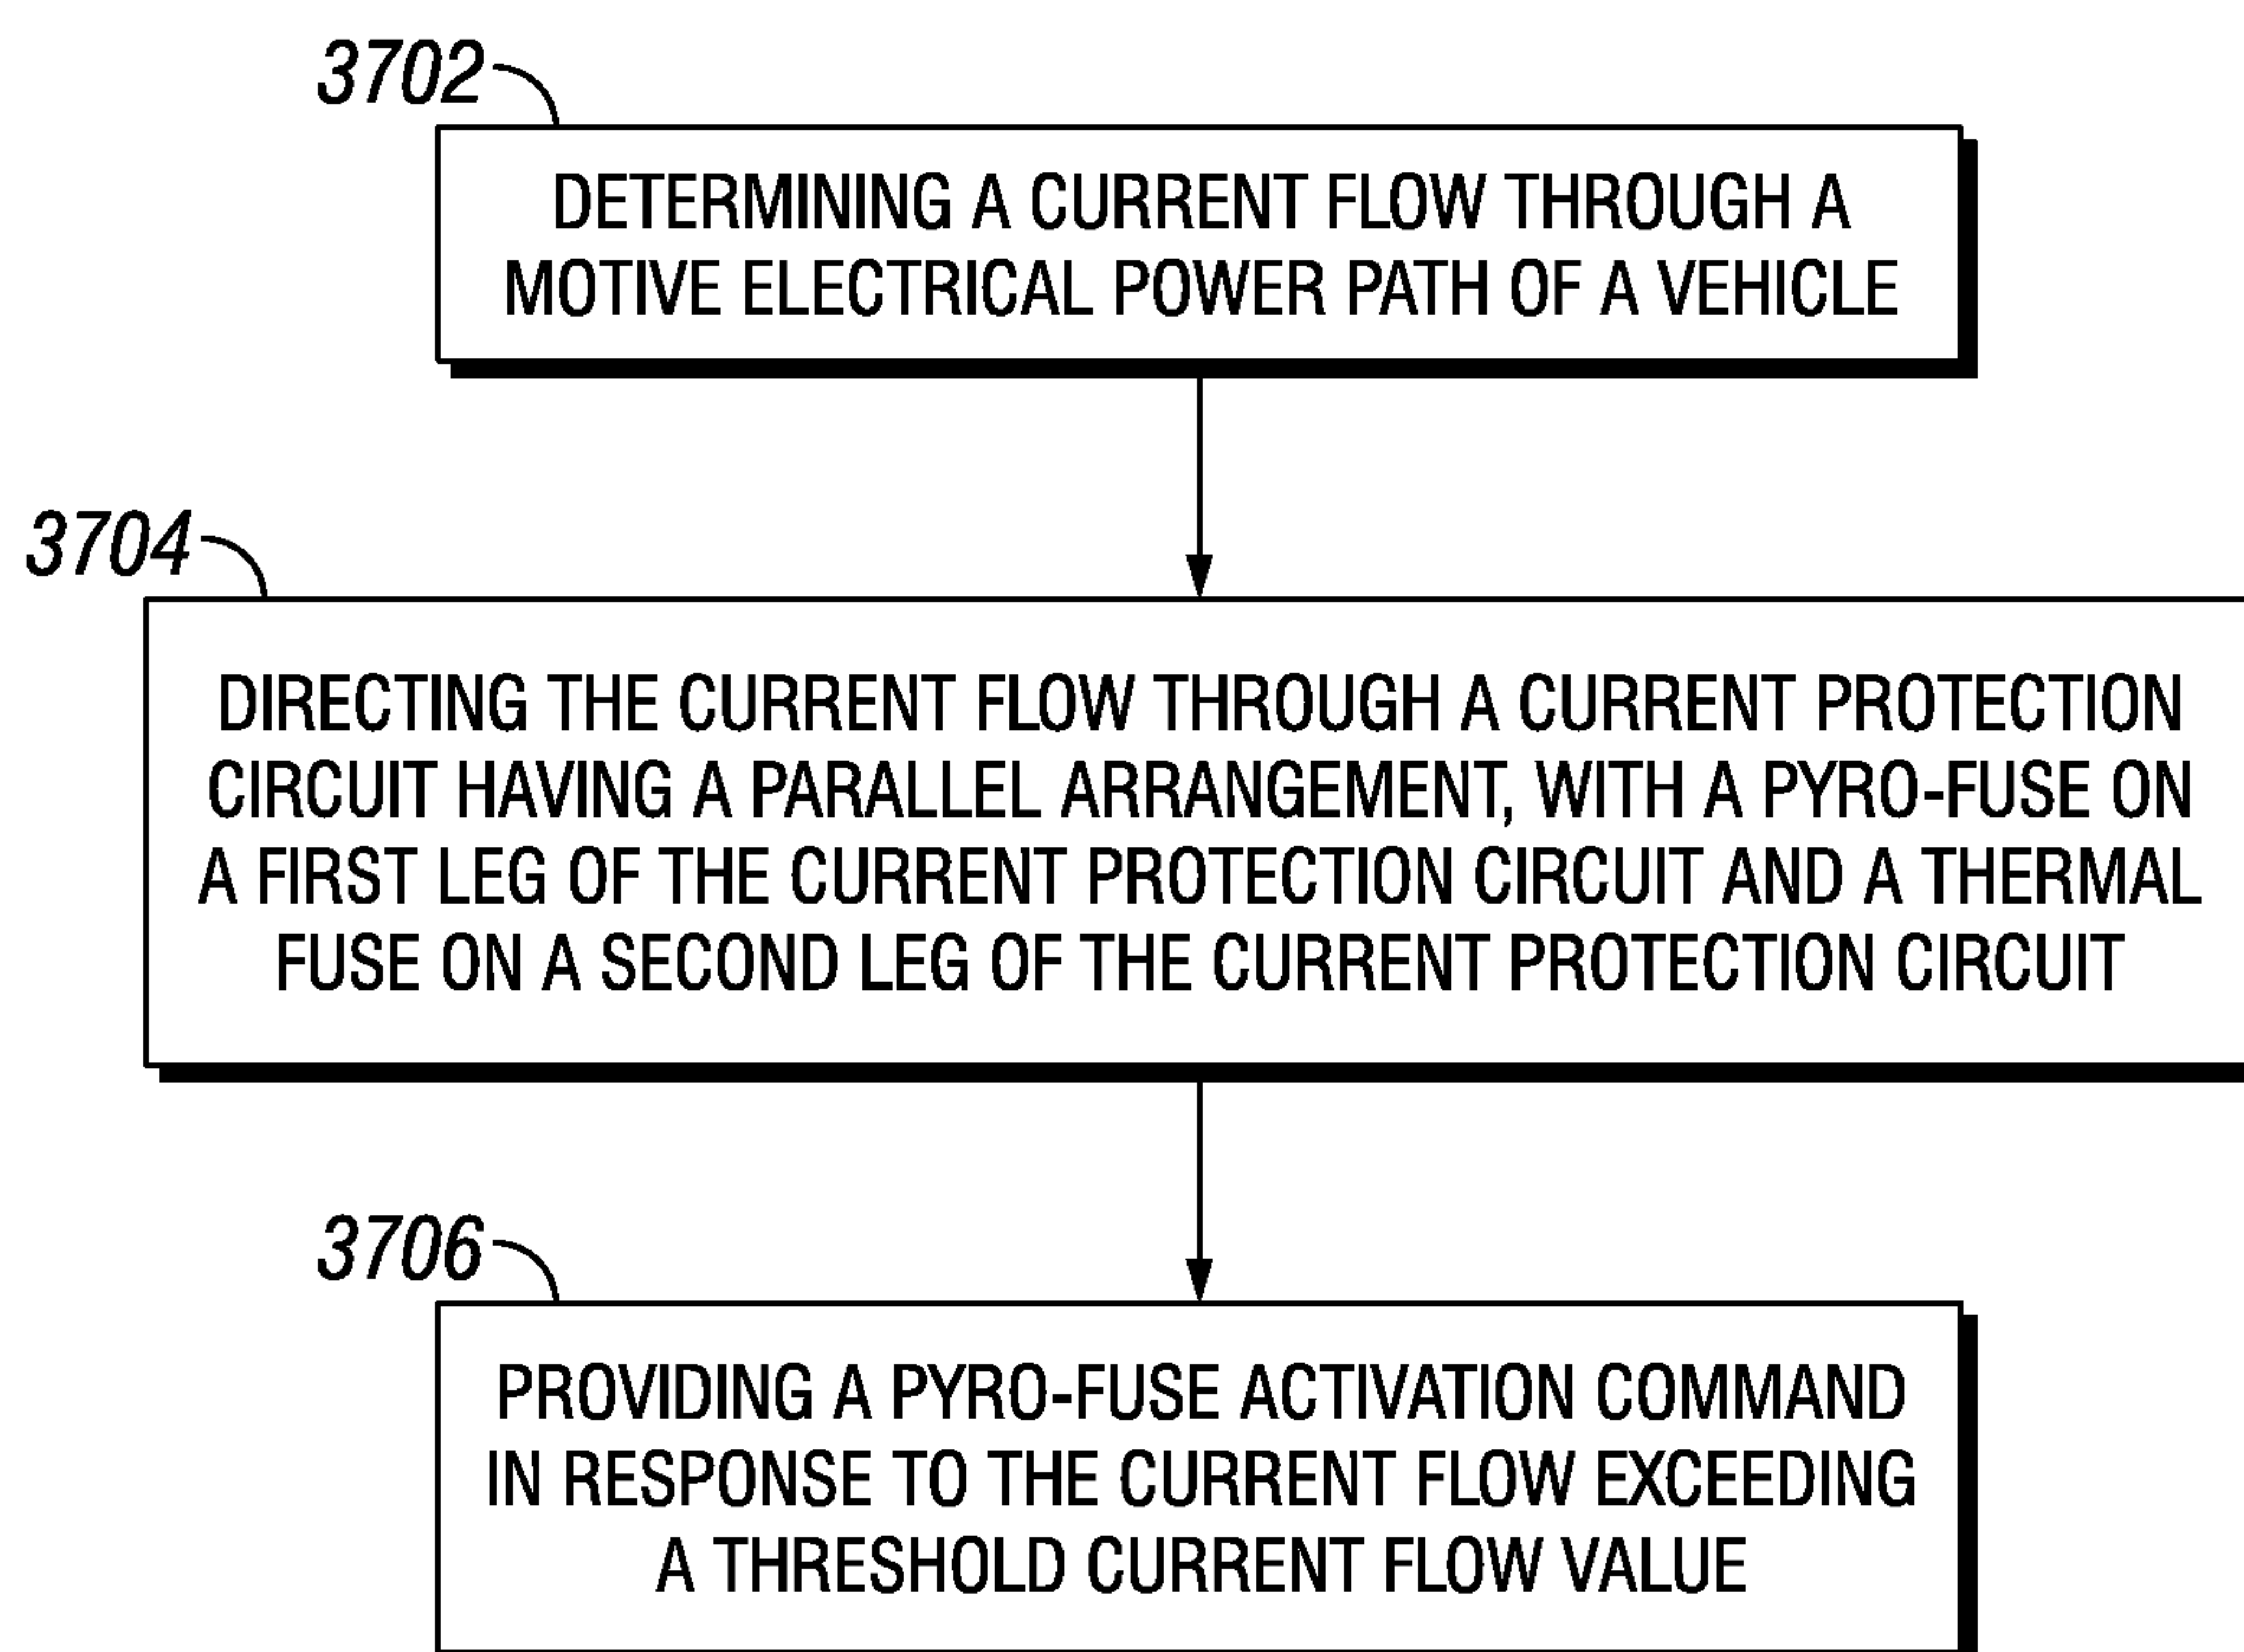 3702
DETERMINING A CURRENT FLOW THROUGH A
MOTIVE ELECTRICAL POWER PATH OF A VEHICLE
3704
DIRECTING THE CURRENT FLOW THROUGH A CURRENT PROTECTION
CIRCUIT HAVING A PARALLEL ARRANGEMENT, WITH A PYRO-FUSE ON
A FIRST LEG OF THE CURRENT PROTECTION CIRCUIT AND A THERMAL
FUSE ON A SECOND LEG OF THE CURRENT PROTECTION CIRCUIT
3706
PROVIDING A PYRO-FUSE ACTIVATION COMMAND
IN RESPONSE TO THE CURRENT FLOW EXCEEDING
A THRESHOLD CURRENT FLOW VALUE